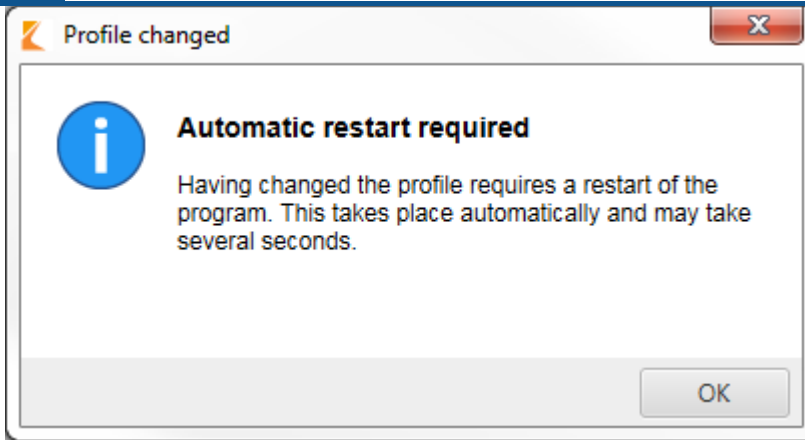 Profile changed
Automatic restart required
Having changed the profile requires a restart of the
program. This takes place automatically and may take
several seconds.
OK